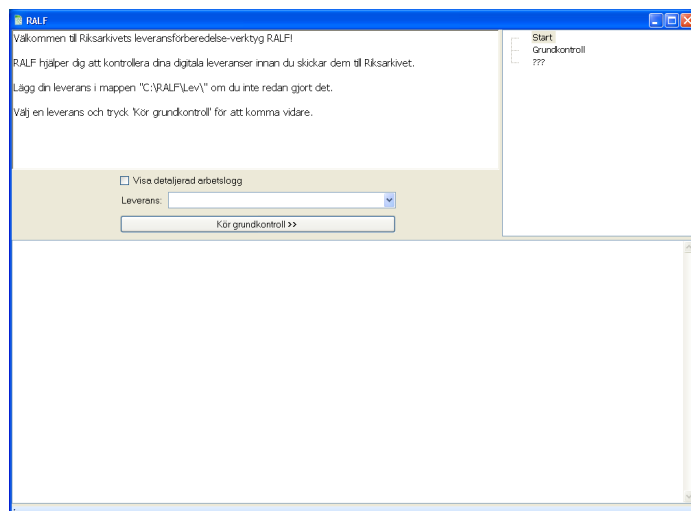 RALF
Välkommen till Riksarkivets leveransförberedelse-verktyg RALF!
RALF hjälper dig att kontrollera dina digitala leveranser innan du skickar dem till Riksarkivet.
Lägg din leverans i mappen "C:\RALF\Lev\" om du inte redan gjort det.
Välj en leverans och tryck 'Kör grundkontroll' för att komma vidare.
Start
Grundkontroll
???
Visa detaljerad arbetslogg
Leverans:
Kör grundkontroll >>